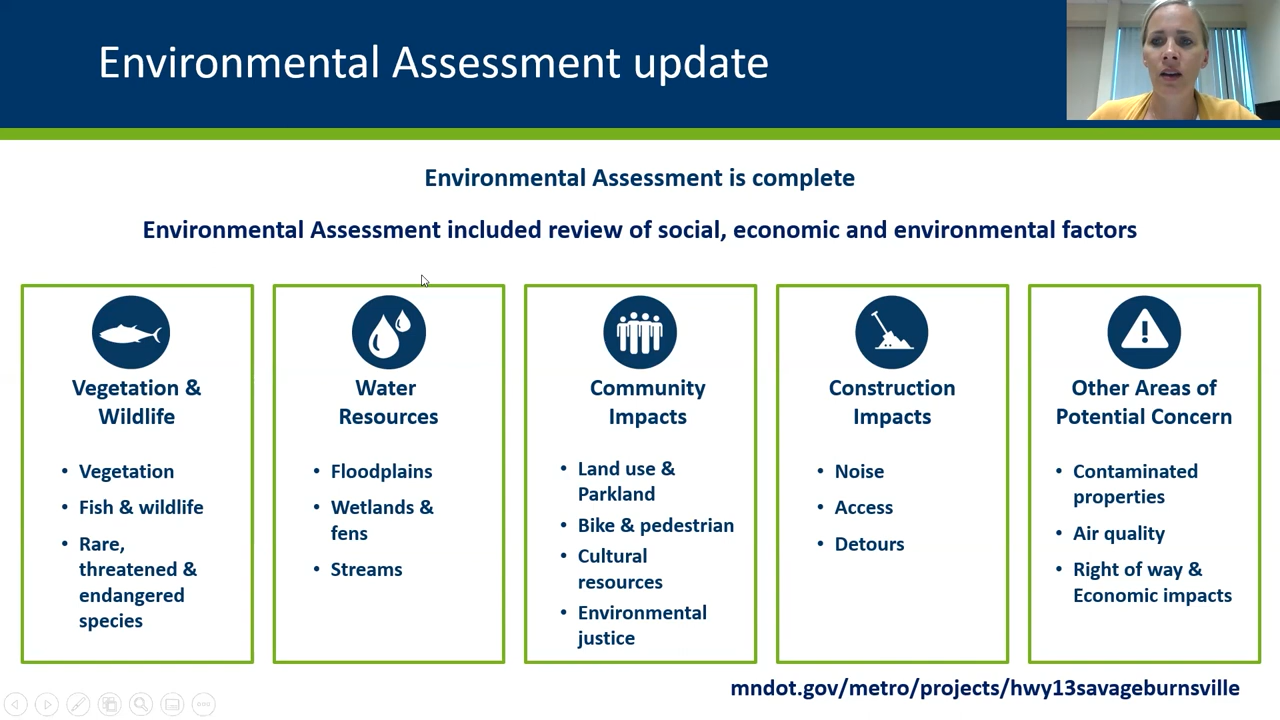 Environmental Assessment update
Environmental Assessment is complete
Environmental Assessment included review of social, economic and environmental factors
Vegetation &
Wildlife
• Vegetation
• Fish & wildlife
• Rare,
threatened &
endangered
species
Water
Resources
• Floodplains
• Wetlands &
fens
• Streams
Community
Impacts
• Land use &
Parkland
• Bike & pedestrian
• Cultural
resources
• Environmental
justice
Construction
Impacts
• Noise
• Access
• Detours
Other Areas of
Potential Concern
• Contaminated
properties
• Air quality
• Right of way &
Economic impacts
mndot.gov/metro/projects/hwy13savageburnsville